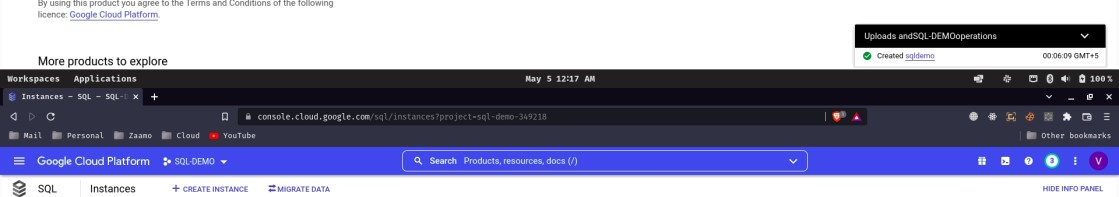 By using this product you agree to the Terms and Conditions of the following
licence: Google Cloud Platform.
Uploads andSQL-DEMOoperations
Created sqldemo 00:06:09 GMT+5
More products to explore
Workspaces Applications May 5 12:17 AM 100%
Instances – SQL – SQL-D
console.cloud.google.com/sql/instances?project=sql-demo-349218
Mail Personal Zaamo Cloud YouTube Other bookmarks
Google Cloud Platform SQL-DEMO Search Products, resources, docs (/) 3 V
SQL Instances + CREATE INSTANCE MIGRATE DATA HIDE INFO PANEL